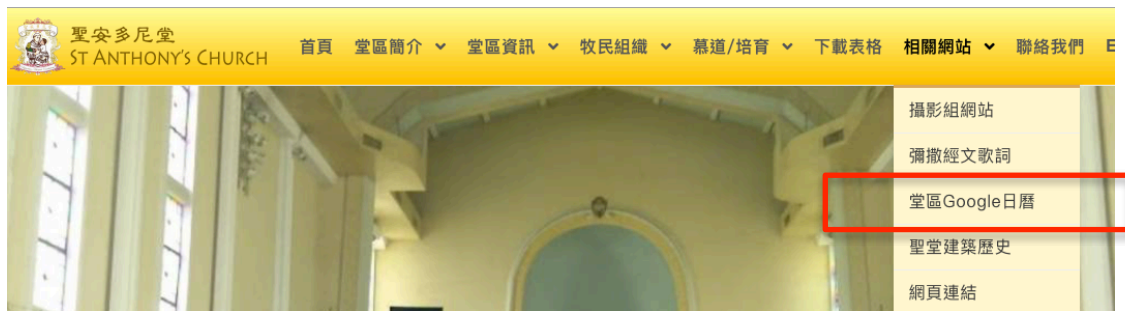 聖安多尼堂
ST ANTHONY'S CHURCH
首頁 堂區簡介 堂區資訊 牧民組織 慕道/培育 下載表格 相關網站 聯絡我們 E
攝影組網站
彌撒經文歌詞
堂區Google日曆
聖堂建築歷史
網頁連結